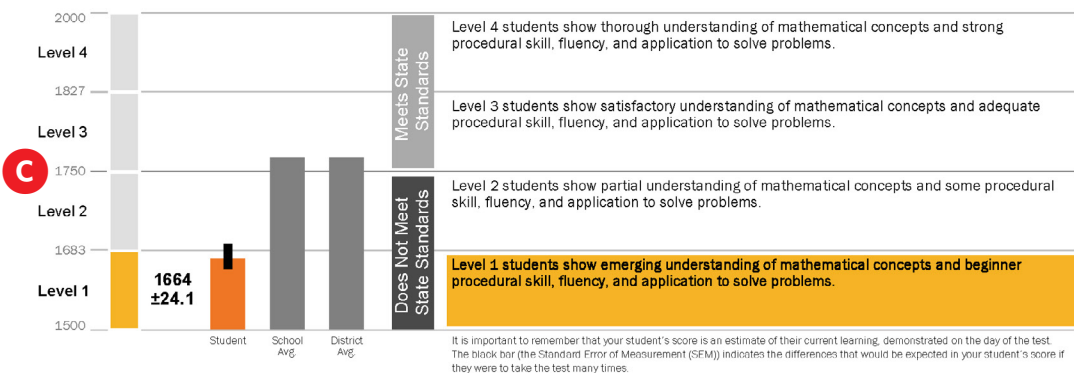 2000
Level 4
1827
Level 3
C
1750
Level 2
1683
Level 1
1500
1664
±24.1
Student
School
Avg.
District
Avg.
Meets State
Standards
Does Not Meet
State Standards
Level 4 students show thorough understanding of mathematical concepts and strong
procedural skill, fluency, and application to solve problems.
Level 3 students show satisfactory understanding of mathematical concepts and adequate
procedural skill, fluency, and application to solve problems.
Level 2 students show partial understanding of mathematical concepts and some procedural
skill, fluency, and application to solve problems.
Level 1 students show emerging understanding of mathematical concepts and beginner
procedural skill, fluency, and application to solve problems.
It is important to remember that your student's score is an estimate of their current learning, demonstrated on the day of the test.
The black bar (the Standard Error of Measurement (SEM)) indicates the differences that would be expected in your student's score if
they were to take the test many times.